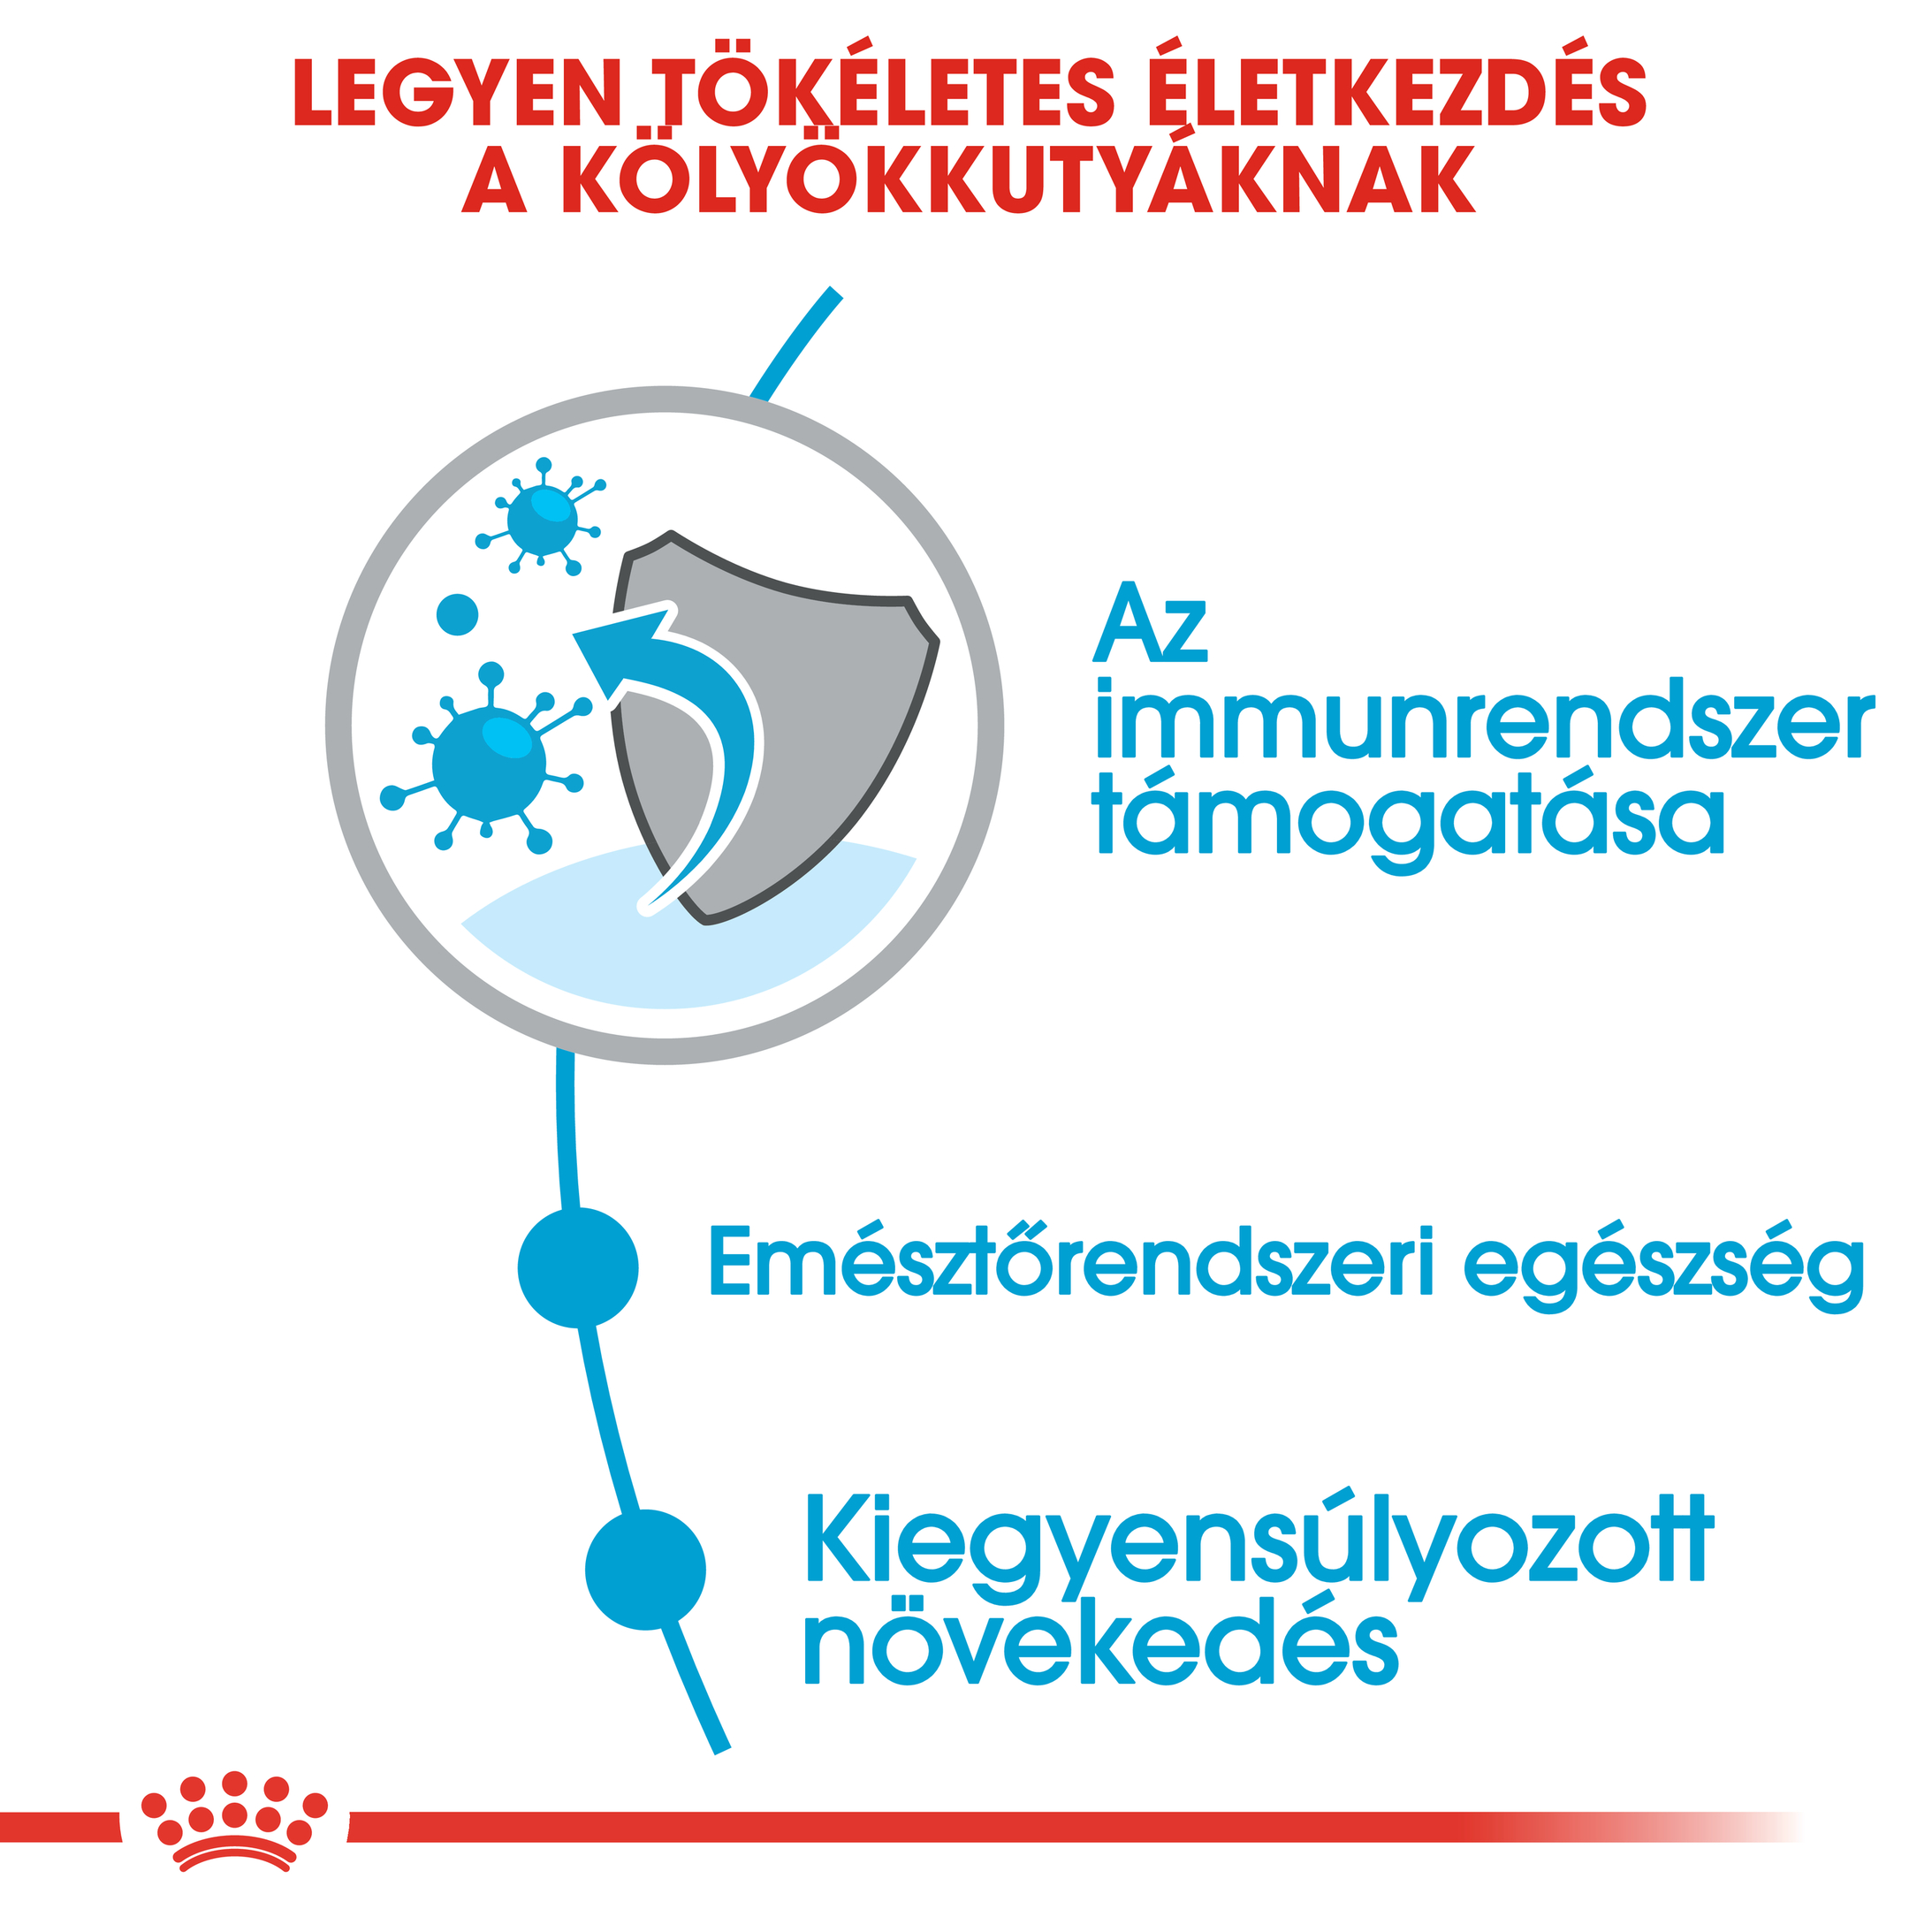 LEGYEN TÖKÉLETES ÉLETKEZDÉS
A KÖLYÖKKUTYÁKNAK
Az
immunrendszer
támogatása
Emésztőrendszeri egészség
Kiegyensúlyozott
növekedés